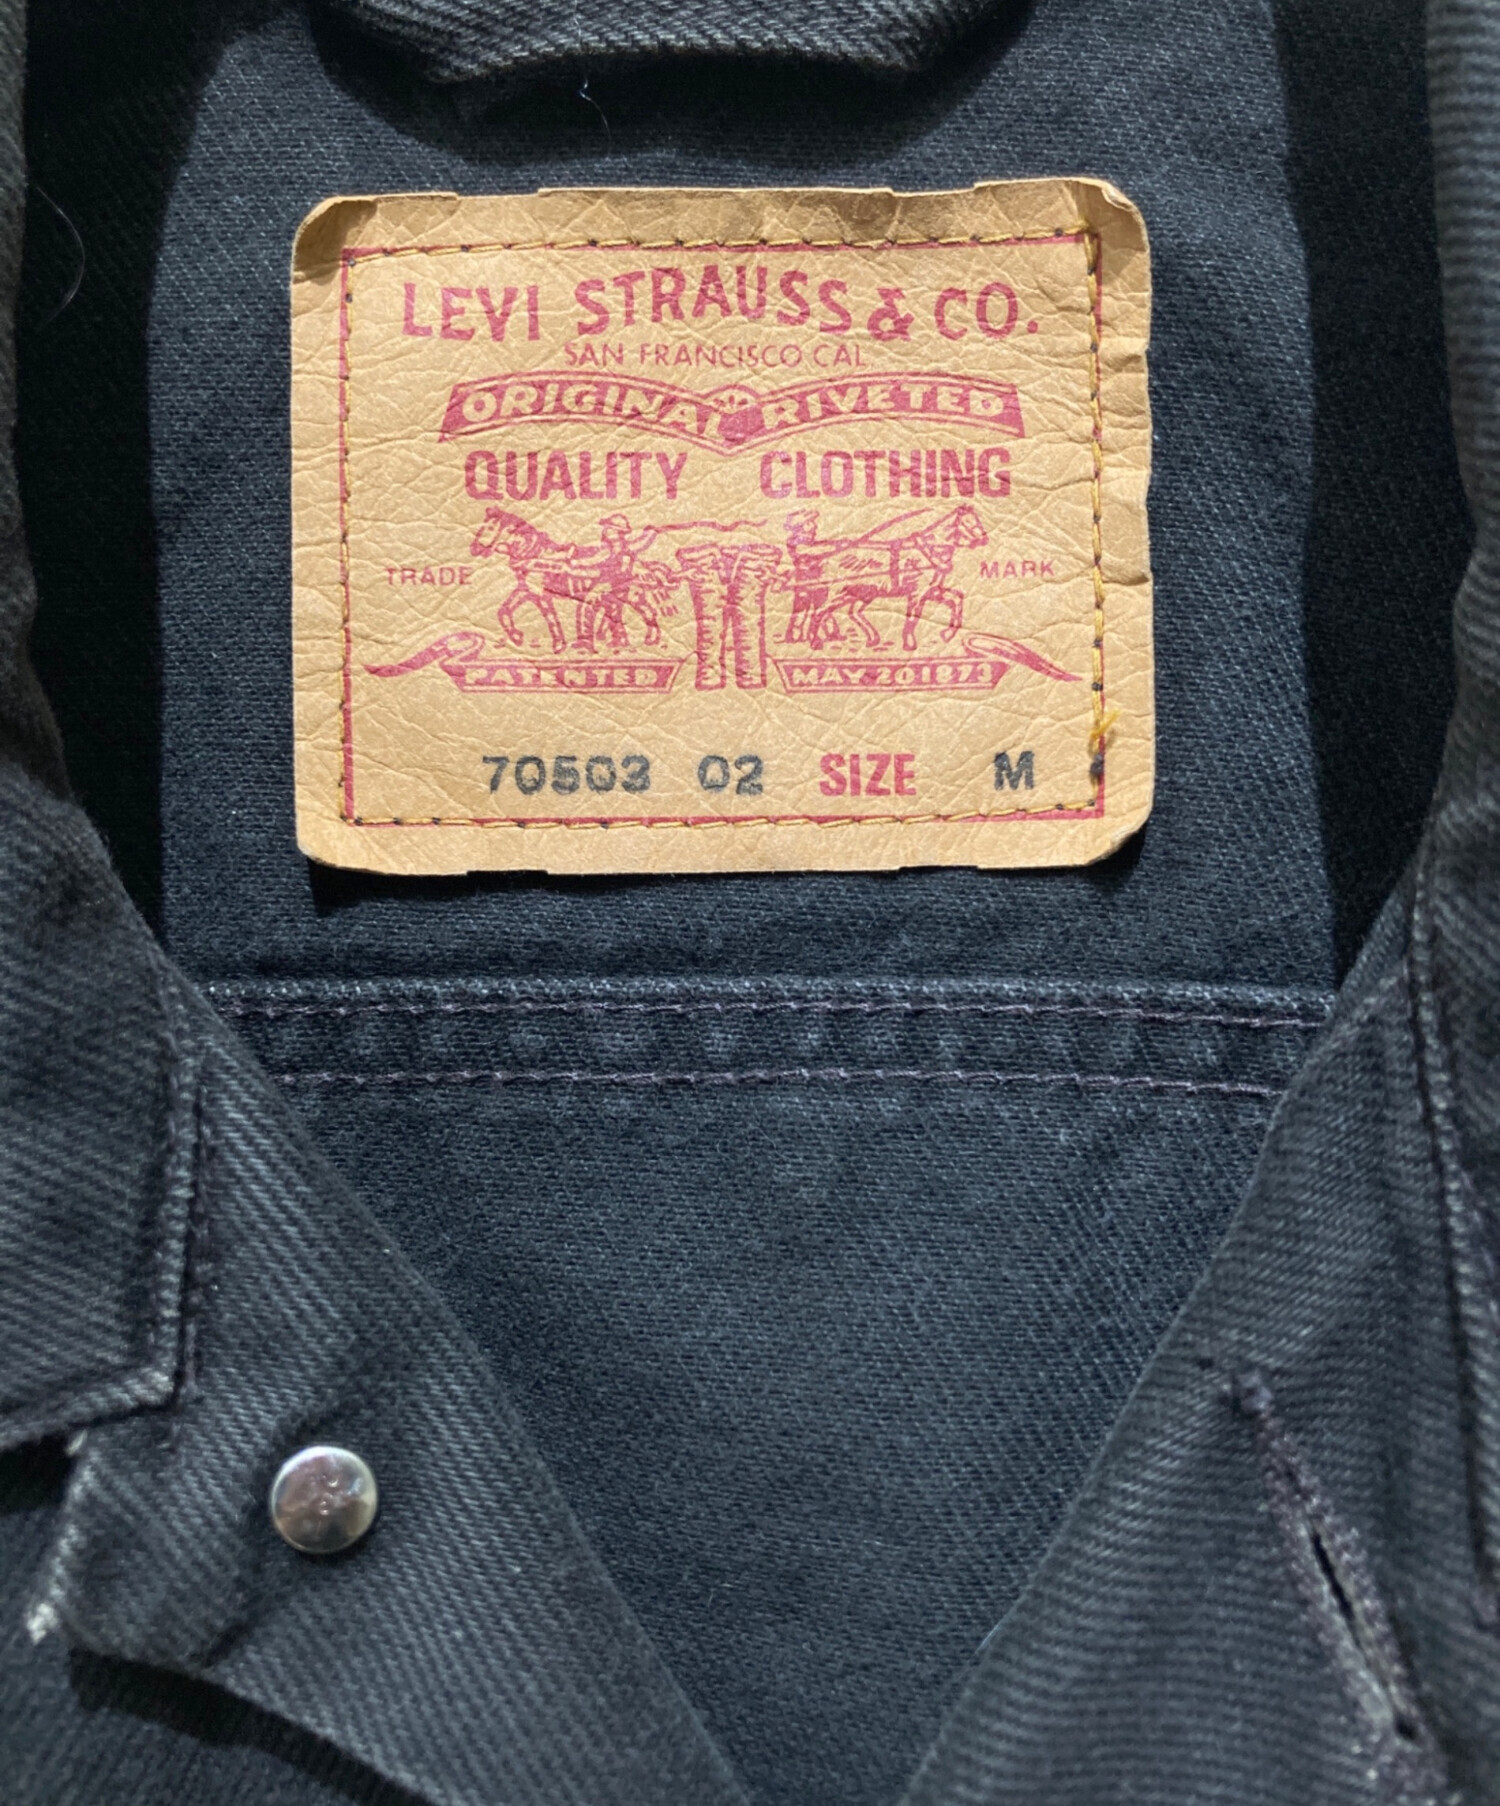 LEVI STRAUSS & CO.
SAN FRANCISCO CAL
ORIGINAL RIVETED
QUALITY CLOTHING
TRADE MARK
PATENTED MAY 20 1873
70503 02 SIZE M